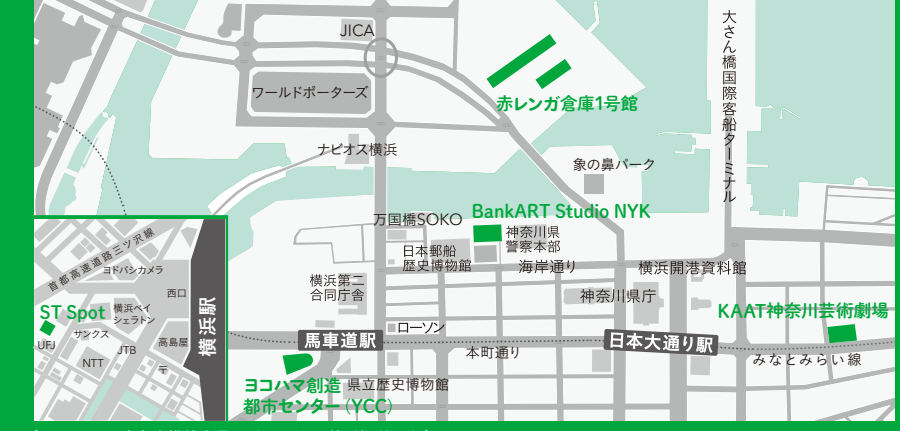 JICA
ワールドポーターズ
赤レンガ倉庫1号館
大さん橋国際客船ターミナル
ナビオス横浜
象の鼻パーク
万国橋SOKO
BankART Studio NYK
神奈川県
警察本部
日本郵船
歴史博物館
海岸通り
横浜開港資料館
横浜第二
合同庁舎
神奈川県庁
KAAT神奈川芸術劇場
ローソン
馬車道駅
日本大通り駅
本町通り
みなとみらい線
ヨコハマ創造
都市センター(YCC)
県立歴史博物館
首都高速道路三ツ沢線
ヨドバシカメラ
西口
ST Spot
横浜ベイ
シェラトン
サンクス
UFJ
JTB
高島屋
NTT
〒
横浜駅